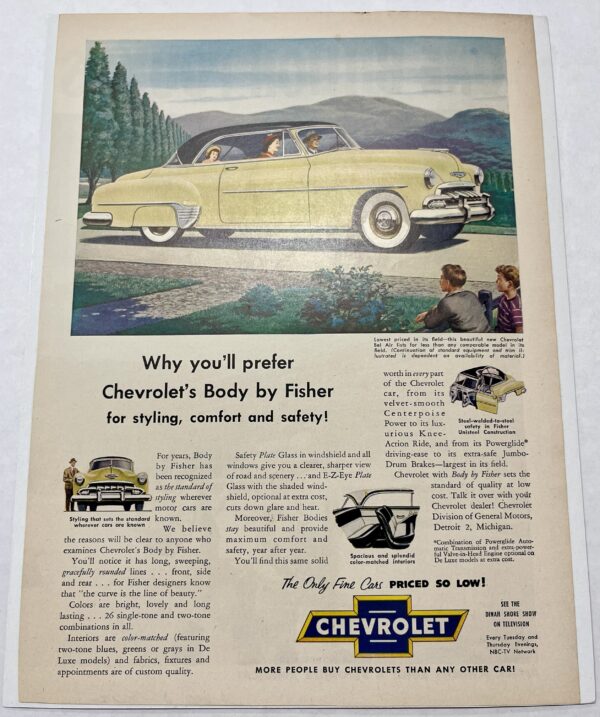 Lowest priced in its field—this beautiful new Chevrolet
Bel Air lists for less than any comparable model in its
field. (Continuation of standard equipment and trim il-
lustrated is dependent on availability of material.)
Why you'll prefer
Chevrolet's Body by Fisher
for styling, comfort and safety!
Styling that sets the standard
wherever cars are known
For years, Body
by Fisher has
been recognized
as the standard of
styling wherever
motor cars are
known.
We believe
the reasons will be clear to anyone who
examines Chevrolet's Body by Fisher.
You'll notice it has long, sweeping,
gracefully rounded lines . . . front, side
and rear . . . for Fisher designers know
that "the curve is the line of beauty."
Colors are bright, lovely and long
lasting . . . 26 single-tone and two-tone
combinations in all.
Interiors are color-matched (featuring
two-tone blues, greens or grays in De
Luxe models) and fabrics, fixtures and
appointments are of custom quality.
Safety Plate Glass in windshield and all
windows give you a clearer, sharper view
of road and scenery . . . and E-Z-Eye Plate
Glass with the shaded wind-
shield, optional at extra cost,
cuts down glare and heat.
Moreover, Fisher Bodies
stay beautiful and provide
maximum comfort and
safety, year after year.
You'll find this same solid
Spacious and splendid
color-matched interiors
worth in every part
of the Chevrolet
car, from its
velvet-smooth
Centerpoise
Power to its lux-
urious Knee-
Action Ride, and from its Powerglide*
driving-ease to its extra-safe Jumbo-
Drum Brakes—largest in its field.
Chevrolet with Body by Fisher sets the
standard of quality at low
cost. Talk it over with your
Chevrolet dealer! Chevrolet
Division of General Motors,
Detroit 2, Michigan.
Steel-welded-to-steel
safety in Fisher
Unisteel Construction
*Combination of Powerglide Auto-
matic Transmission and extra-power-
ful Valve-in-Head Engine optional on
De Luxe models at extra cost.
The Only Fine Cars PRICED SO LOW!
CHEVROLET
SEE THE
DINAH SHORE SHOW
ON TELEVISION
Every Tuesday and
Thursday Evenings,
NBC-TV Network
MORE PEOPLE BUY CHEVROLETS THAN ANY OTHER CAR!